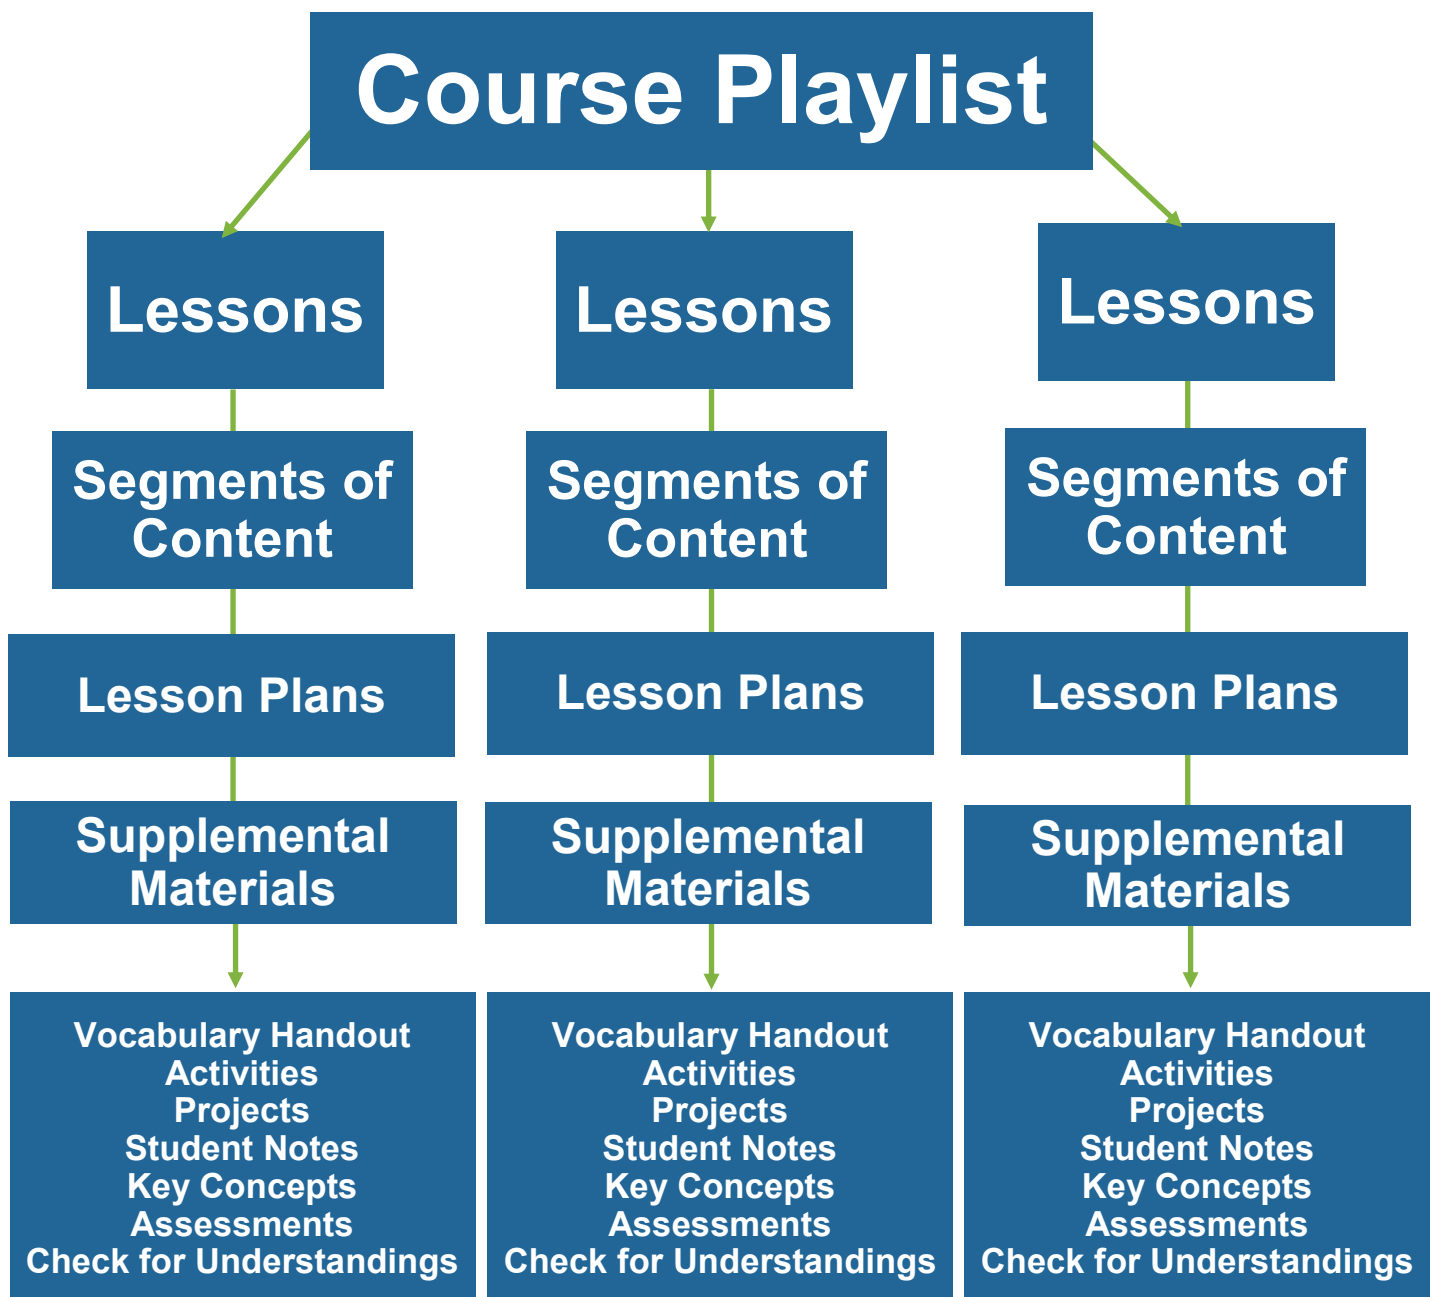 Course Playlist
Lessons
Segments of
Content
Lesson Plans
Supplemental
Materials
Vocabulary Handout
Activities
Projects
Student Notes
Key Concepts
Assessments
Check for Understandings
Lessons
Segments of
Content
Lesson Plans
Supplemental
Materials
Vocabulary Handout
Activities
Projects
Student Notes
Key Concepts
Assessments
Check for Understandings
Lessons
Segments of
Content
Lesson Plans
Supplemental
Materials
Vocabulary Handout
Activities
Projects
Student Notes
Key Concepts
Assessments
Check for Understandings